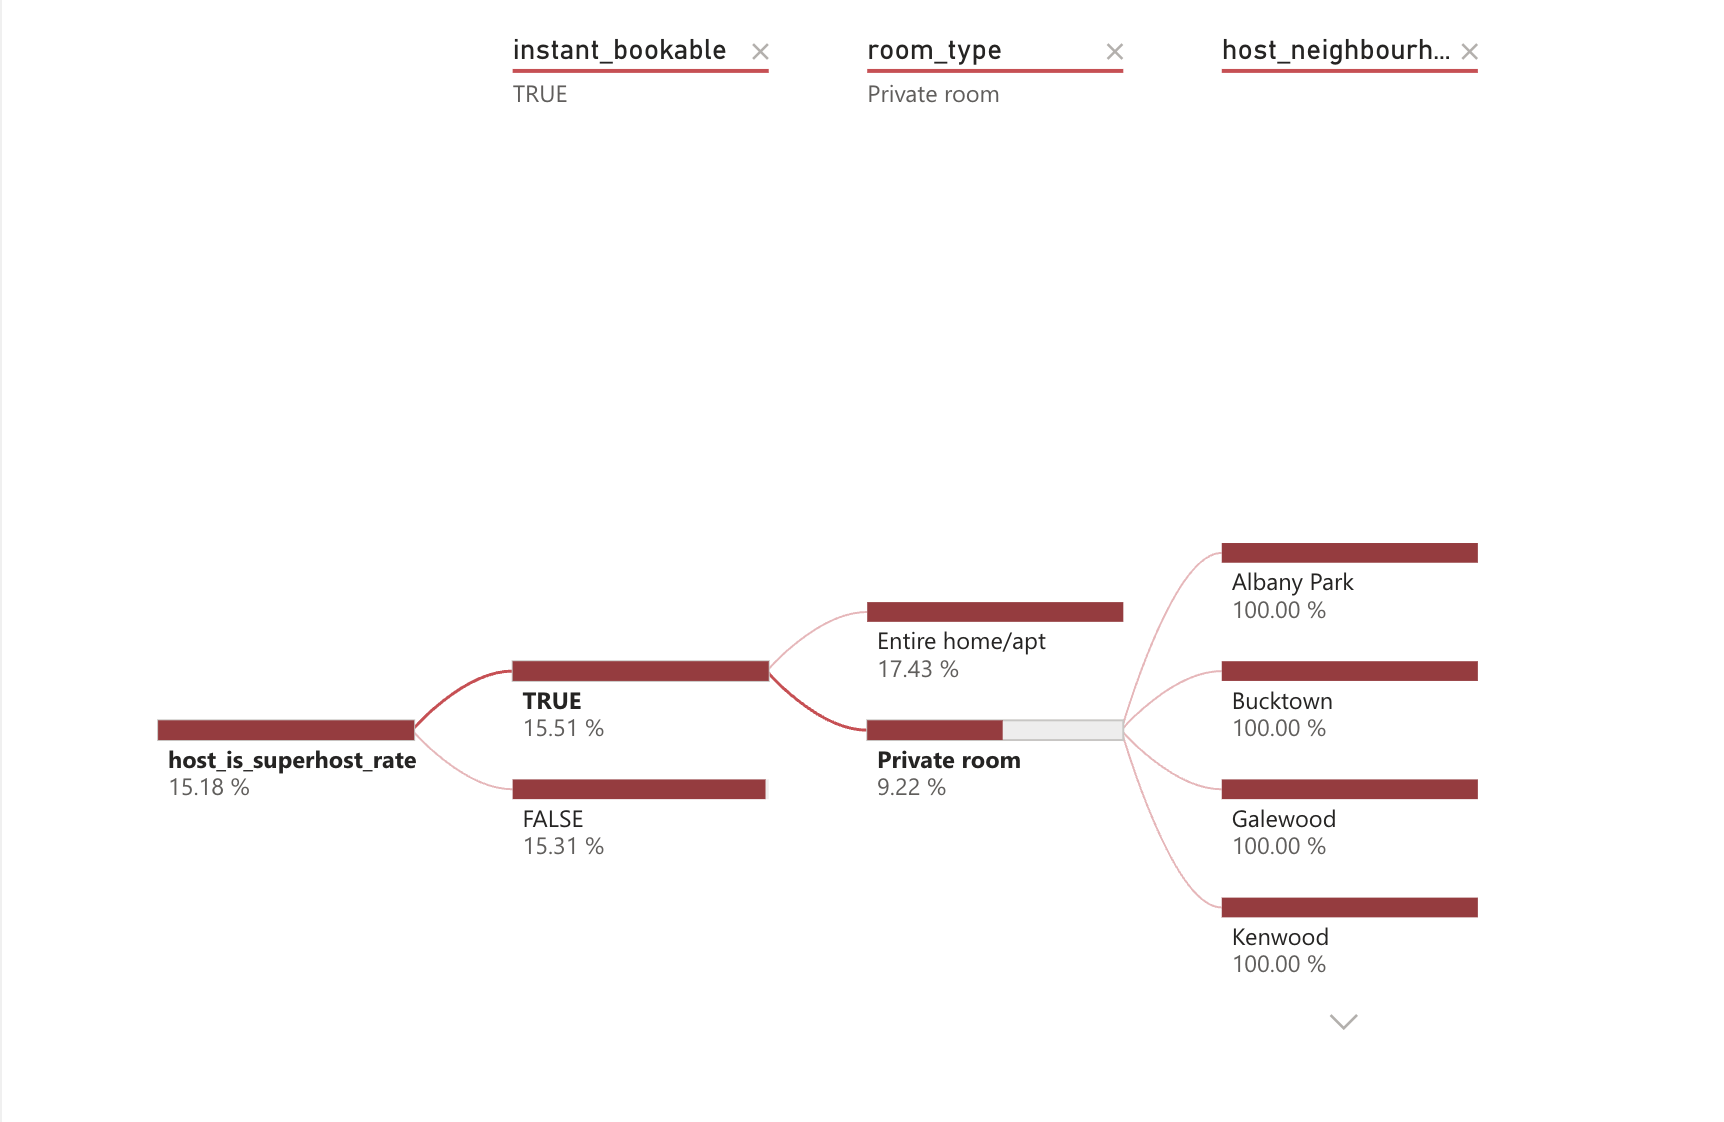 instant_bookable
TRUE
room_type
Private room
host_neighbourh...
host_is_superhost_rate
15.18 %
TRUE
15.51 %
FALSE
15.31 %
Entire home/apt
17.43 %
Private room
9.22 %
Albany Park
100.00 %
Bucktown
100.00 %
Galewood
100.00 %
Kenwood
100.00 %